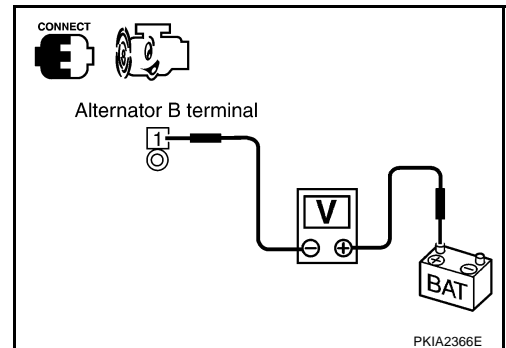 CONNECT
Alternator B terminal
1
V
− +
+ −
BAT
PKIA2366E